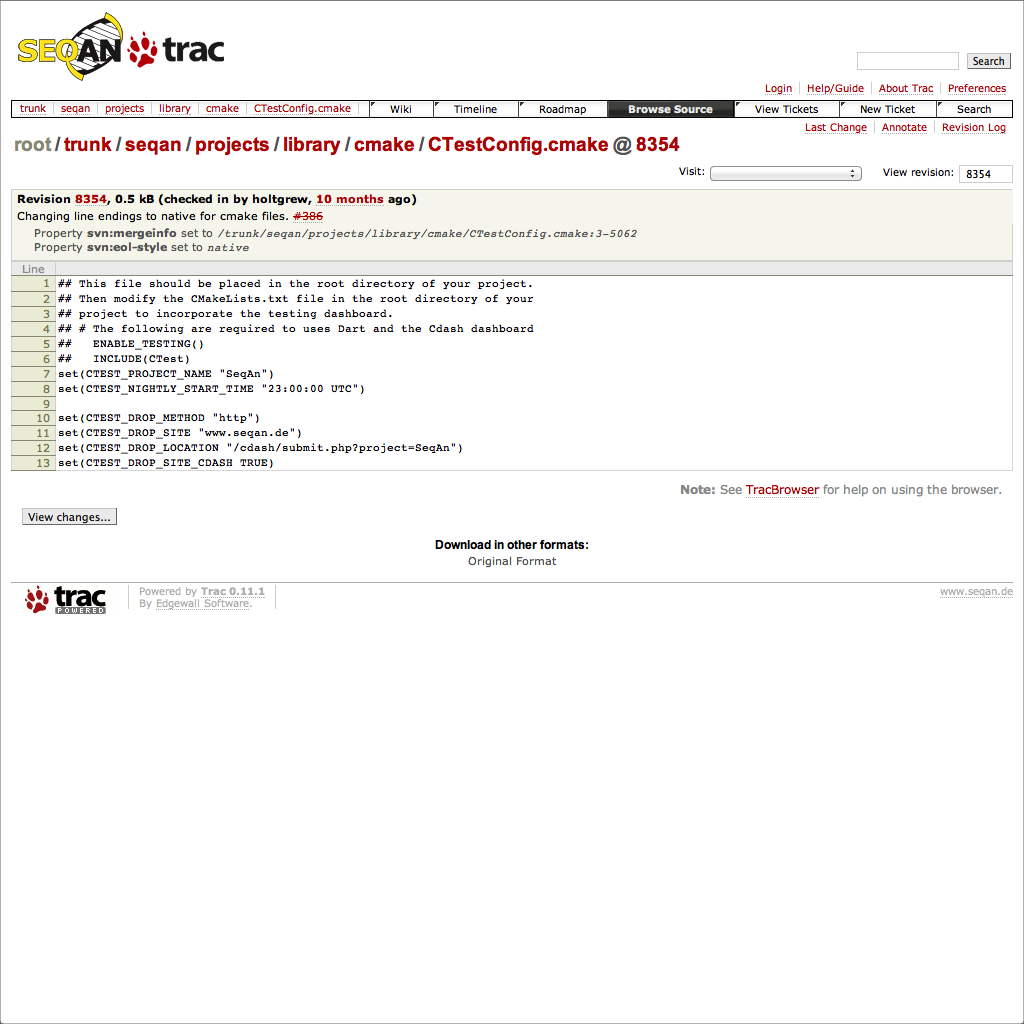 SEQAN trac
Search
Login Help/Guide About Trac Preferences
trunk seqan projects library cmake CTestConfig.cmake Wiki Timeline Roadmap Browse Source View Tickets New Ticket Search
Last Change Annotate Revision Log
root / trunk / seqan / projects / library / cmake / CTestConfig.cmake @ 8354
Visit: View revision: 8354
Revision 8354, 0.5 kB (checked in by holtgrew, 10 months ago)
Changing line endings to native for cmake files. #386
Property svn:mergeinfo set to /trunk/seqan/projects/library/cmake/CTestConfig.cmake:3-5062
Property svn:eol-style set to native
Line
1 ## This file should be placed in the root directory of your project.
2 ## Then modify the CMakeLists.txt file in the root directory of your
3 ## project to incorporate the testing dashboard.
4 ## # The following are required to uses Dart and the Cdash dashboard
5 ##   ENABLE_TESTING()
6 ##   INCLUDE(CTest)
7 set(CTEST_PROJECT_NAME "SeqAn")
8 set(CTEST_NIGHTLY_START_TIME "23:00:00 UTC")
9
10 set(CTEST_DROP_METHOD "http")
11 set(CTEST_DROP_SITE "www.seqan.de")
12 set(CTEST_DROP_LOCATION "/cdash/submit.php?project=SeqAn")
13 set(CTEST_DROP_SITE_CDASH TRUE)
Note: See TracBrowser for help on using the browser.
View changes...
Download in other formats:
Original Format
trac POWERED
Powered by Trac 0.11.1
By Edgewall Software.
www.seqan.de